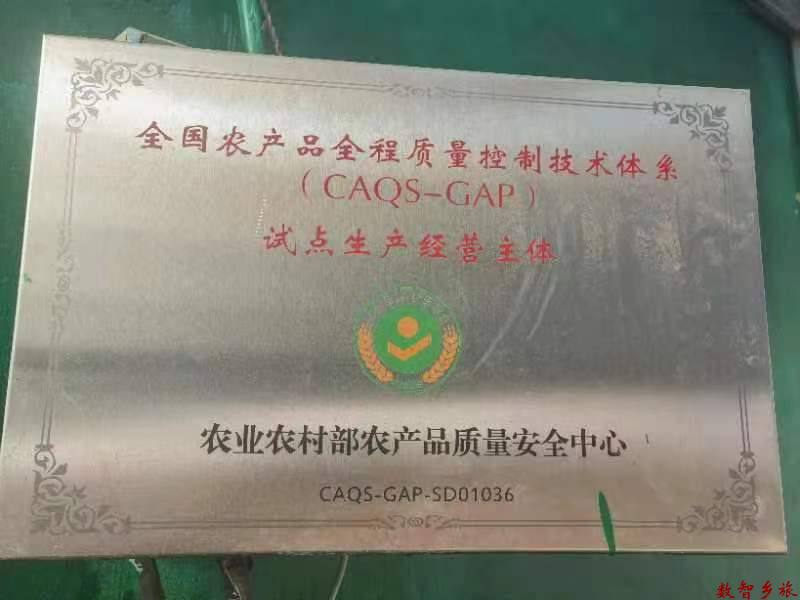 全国农产品全程质量控制技术体系
（CAQS-GAP）
试点生产经营主体
农业农村部农产品质量安全中心
CAQS-GAP-SD01036
数智乡旅